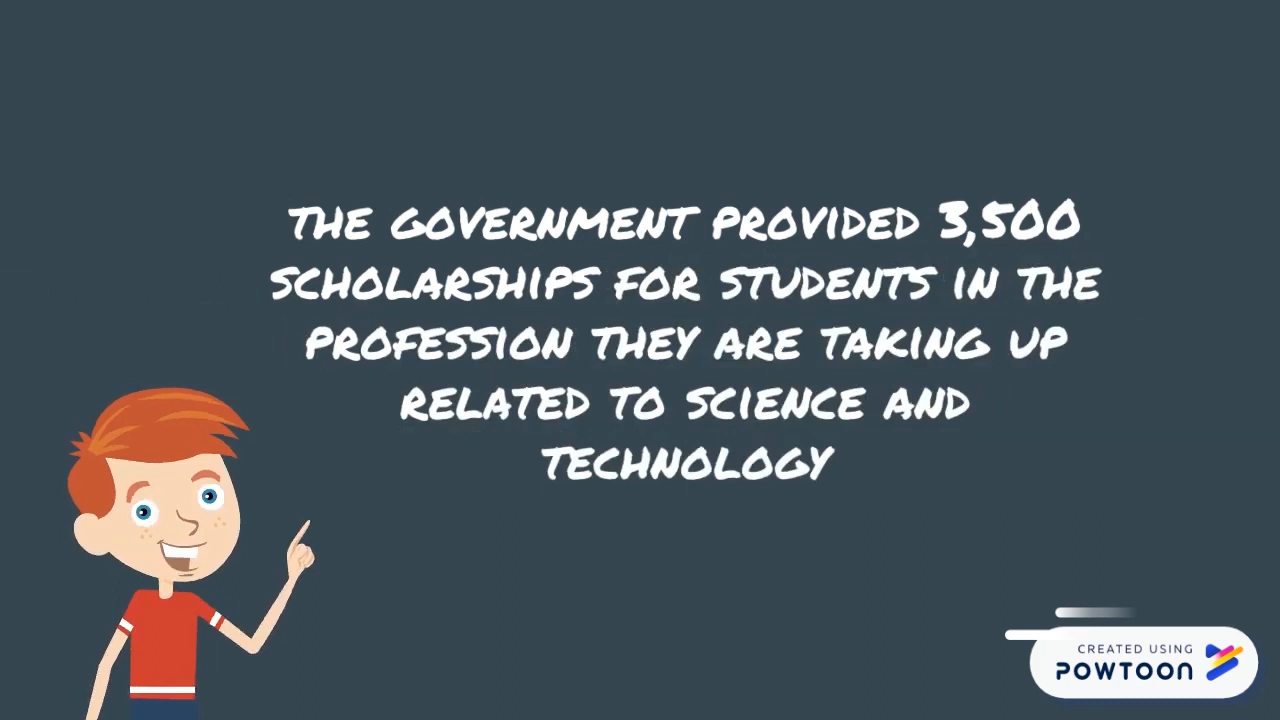 THE GOVERNMENT PROVIDED 3,500
SCHOLARSHIPS FOR STUDENTS IN THE
PROFESSION THEY ARE TAKING UP
RELATED TO SCIENCE AND
TECHNOLOGY
CREATED USING
POWTOON